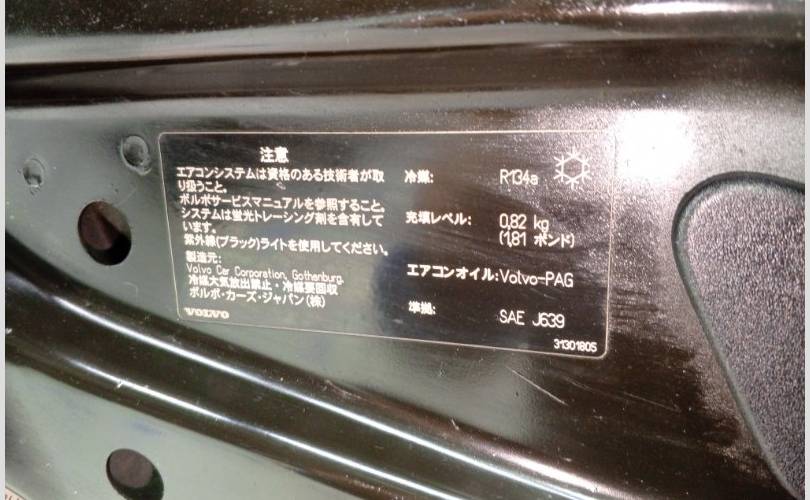 注意
エアコンシステムは資格のある技術者が取
り扱うこと。
ボルボサービスマニュアルを参照すること。
システムは蛍光トレーシング剤を含有して
います。
紫外線(ブラック)ライトを使用してください。
製造元:
Volvo Car Corporation, Gothenburg.
冷媒大気放出禁止・冷媒要回収
ボルボ・カーズ・ジャパン(株)
VOLVO
冷媒: R134a
充填レベル: 0,82 kg
(1,81 ポンド)
エアコンオイル:Volvo-PAG
準拠: SAE J639
31301805